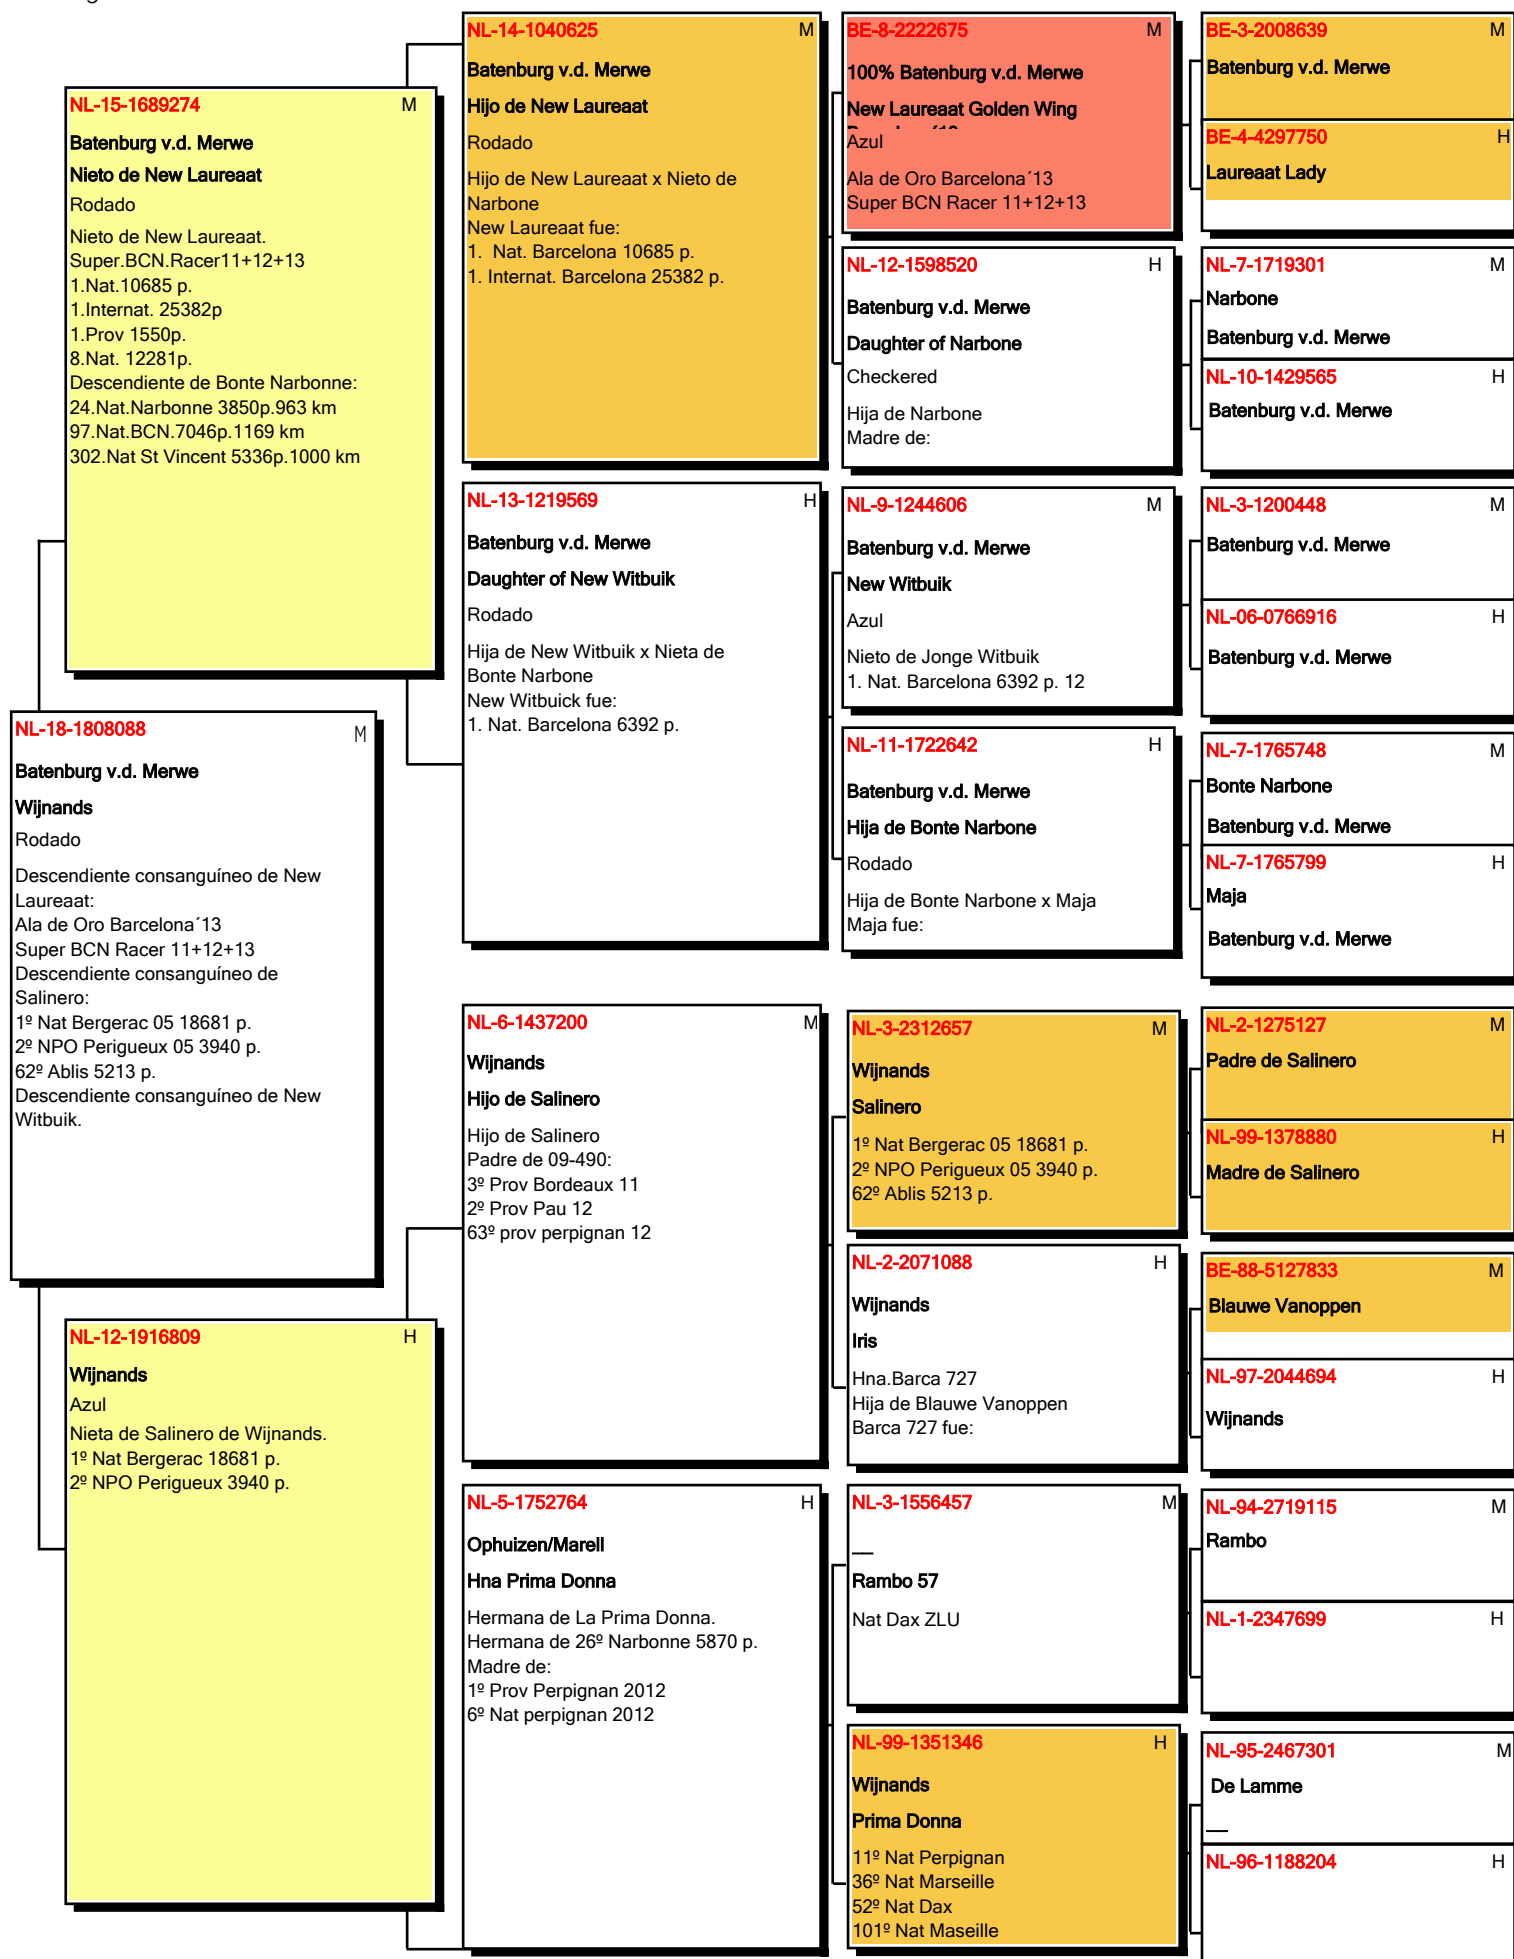 NL-18-1808088 M
Batenburg v.d. Merwe
Wijnands
Rodado
Descendiente consanguíneo de New
Laureaat:
Ala de Oro Barcelona´13
Super BCN Racer 11+12+13
Descendiente consanguíneo de
Salinero:
1º Nat Bergerac 05 18681 p.
2º NPO Perigueux 05 3940 p.
62º Ablis 5213 p.
Descendiente consanguíneo de New
Witbuik.
NL-15-1689274 M
Batenburg v.d. Merwe
Nieto de New Laureaat
Rodado
Nieto de New Laureaat.
Super.BCN.Racer11+12+13
1.Nat.10685 p.
1.Internat. 25382p
1.Prov 1550p.
8.Nat. 12281p.
Descendiente de Bonte Narbonne:
24.Nat.Narbonne 3850p.963 km
97.Nat.BCN.7046p.1169 km
302.Nat St Vincent 5336p.1000 km
NL-12-1916809 H
Wijnands
Azul
Nieta de Salinero de Wijnands.
1º Nat Bergerac 18681 p.
2º NPO Perigueux 3940 p.
NL-14-1040625 M
Batenburg v.d. Merwe
Hijo de New Laureaat
Rodado
Hijo de New Laureaat x Nieto de
Narbone
New Laureaat fue:
1. Nat. Barcelona 10685 p.
1. Internat. Barcelona 25382 p.
NL-13-1219569 H
Batenburg v.d. Merwe
Daughter of New Witbuik
Rodado
Hija de New Witbuik x Nieta de
Bonte Narbone
New Witbuick fue:
1. Nat. Barcelona 6392 p.
NL-6-1437200 M
Wijnands
Hijo de Salinero
Hijo de Salinero
Padre de 09-490:
3º Prov Bordeaux 11
2º Prov Pau 12
63º prov perpignan 12
NL-5-1752764 H
Ophuizen/Marell
Hna Prima Donna
Hermana de La Prima Donna.
Hermana de 26º Narbonne 5870 p.
Madre de:
1º Prov Perpignan 2012
6º Nat perpignan 2012
BE-8-2222675 M
100% Batenburg v.d. Merwe
New Laureaat Golden Wing
Azul
Ala de Oro Barcelona´13
Super BCN Racer 11+12+13
NL-12-1598520 H
Batenburg v.d. Merwe
Daughter of Narbone
Checkered
Hija de Narbone
Madre de:
NL-9-1244606 M
Batenburg v.d. Merwe
New Witbuik
Azul
Nieto de Jonge Witbuik
1. Nat. Barcelona 6392 p. 12
NL-11-1722642 H
Batenburg v.d. Merwe
Hija de Bonte Narbone
Rodado
Hija de Bonte Narbone x Maja
Maja fue:
NL-3-2312657 M
Wijnands
Salinero
1º Nat Bergerac 05 18681 p.
2º NPO Perigueux 05 3940 p.
62º Ablis 5213 p.
NL-2-2071088 H
Wijnands
Iris
Hna.Barca 727
Hija de Blauwe Vanoppen
Barca 727 fue:
NL-3-1556457 M
__
Rambo 57
Nat Dax ZLU
NL-99-1351346 H
Wijnands
Prima Donna
11º Nat Perpignan
36º Nat Marseille
52º Nat Dax
101º Nat Maseille
BE-3-2008639 M
Batenburg v.d. Merwe
BE-4-4297750 H
Laureaat Lady
NL-7-1719301 M
Narbone
Batenburg v.d. Merwe
NL-10-1429565 H
Batenburg v.d. Merwe
NL-3-1200448 M
Batenburg v.d. Merwe
NL-06-0766916 H
Batenburg v.d. Merwe
NL-7-1765748 M
Bonte Narbone
Batenburg v.d. Merwe
NL-7-1765799 H
Maja
Batenburg v.d. Merwe
NL-2-1275127 M
Padre de Salinero
NL-99-1378880 H
Madre de Salinero
BE-88-5127833 M
Blauwe Vanoppen
NL-97-2044694 H
Wijnands
NL-94-2719115 M
Rambo
NL-1-2347699 H
NL-95-2467301 M
De Lamme
__
NL-96-1188204 H